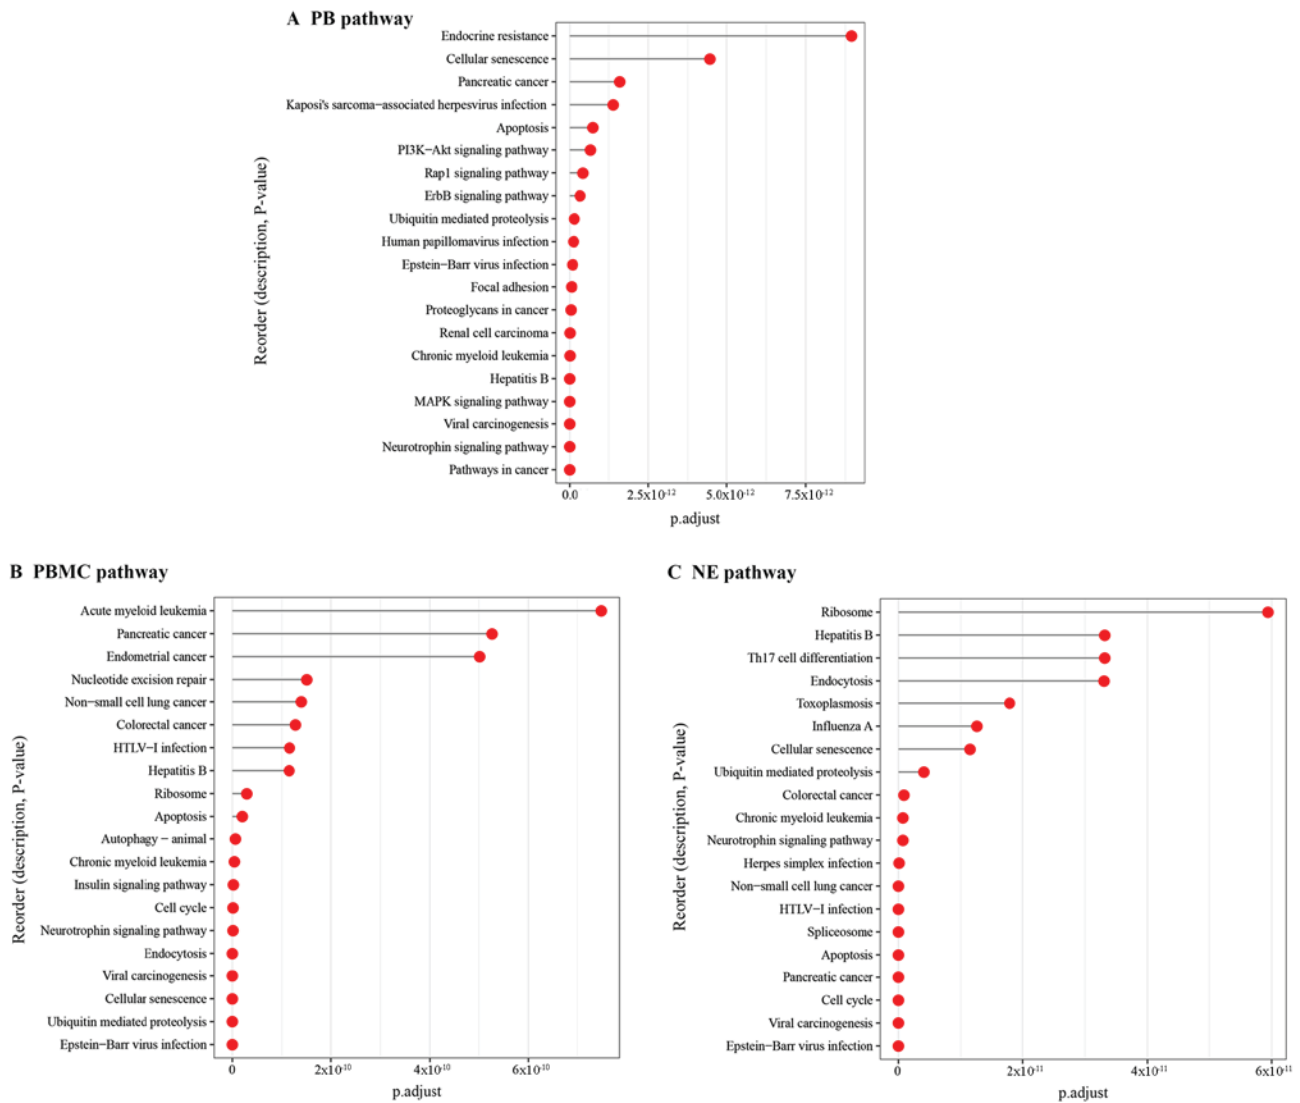 A PB pathway
Reorder (description, P-value)
Endocrine resistance
Cellular senescence
Pancreatic cancer
Kaposi's sarcoma−associated herpesvirus infection
Apoptosis
PI3K−Akt signaling pathway
Rap1 signaling pathway
ErbB signaling pathway
Ubiquitin mediated proteolysis
Human papillomavirus infection
Epstein−Barr virus infection
Focal adhesion
Proteoglycans in cancer
Renal cell carcinoma
Chronic myeloid leukemia
Hepatitis B
MAPK signaling pathway
Viral carcinogenesis
Neurotrophin signaling pathway
Pathways in cancer
0.0 2.5x10⁻¹² 5.0x10⁻¹² 7.5x10⁻¹²
p.adjust
B PBMC pathway
Reorder (description, P-value)
Acute myeloid leukemia
Pancreatic cancer
Endometrial cancer
Nucleotide excision repair
Non−small cell lung cancer
Colorectal cancer
HTLV−I infection
Hepatitis B
Ribosome
Apoptosis
Autophagy − animal
Chronic myeloid leukemia
Insulin signaling pathway
Cell cycle
Neurotrophin signaling pathway
Endocytosis
Viral carcinogenesis
Cellular senescence
Ubiquitin mediated proteolysis
Epstein−Barr virus infection
0 2x10⁻¹⁰ 4x10⁻¹⁰ 6x10⁻¹⁰
p.adjust
C NE pathway
Reorder (description, P-value)
Ribosome
Hepatitis B
Th17 cell differentiation
Endocytosis
Toxoplasmosis
Influenza A
Cellular senescence
Ubiquitin mediated proteolysis
Colorectal cancer
Chronic myeloid leukemia
Neurotrophin signaling pathway
Herpes simplex infection
Non−small cell lung cancer
HTLV−I infection
Spliceosome
Apoptosis
Pancreatic cancer
Cell cycle
Viral carcinogenesis
Epstein−Barr virus infection
0 2x10⁻¹¹ 4x10⁻¹¹ 6x10⁻¹¹
p.adjust